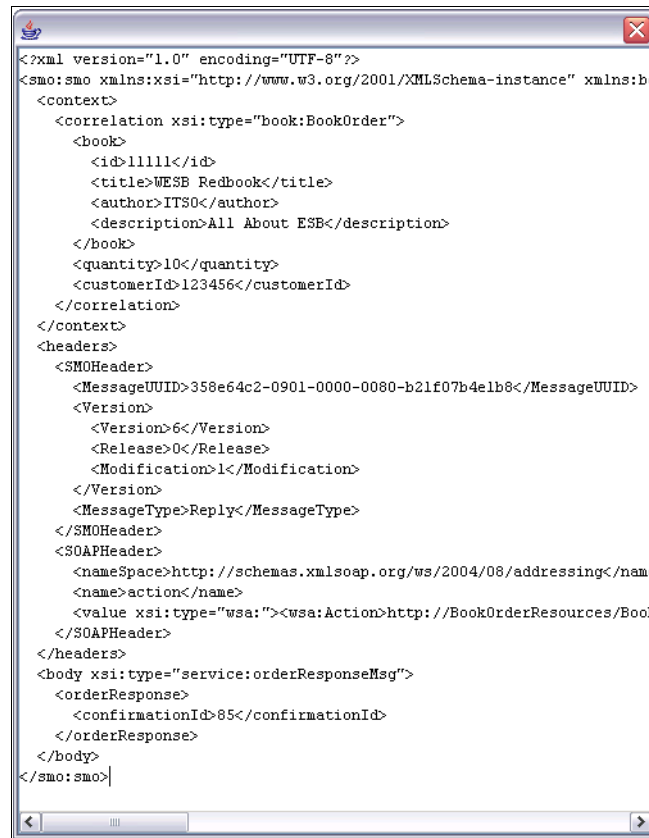 <?xml version="1.0" encoding="UTF-8"?>
<smo:smo xmlns:xsi="http://www.w3.org/2001/XMLSchema-instance" xmlns:b
<context>
<correlation xsi:type="book:BookOrder">
<book>
<id>11111</id>
<title>WESB Redbook</title>
<author>ITSO</author>
<description>All About ESB</description>
</book>
<quantity>10</quantity>
<customerId>123456</customerId>
</correlation>
</context>
<headers>
<SMOHeader>
<MessageUUID>358e64c2-0901-0000-0080-b21f07b4e1b8</MessageUUID>
<Version>
<Version>6</Version>
<Release>0</Release>
<Modification>1</Modification>
</Version>
<MessageType>Reply</MessageType>
</SMOHeader>
<SOAPHeader>
<nameSpace>http://schemas.xmlsoap.org/ws/2004/08/addressing</nam
<name>action</name>
<value xsi:type="wsa:"><wsa:Action>http://BookOrderResources/Boo
</SOAPHeader>
</headers>
<body xsi:type="service:orderResponseMsg">
<orderResponse>
<confirmationId>85</confirmationId>
</orderResponse>
</body>
</smo:smo>